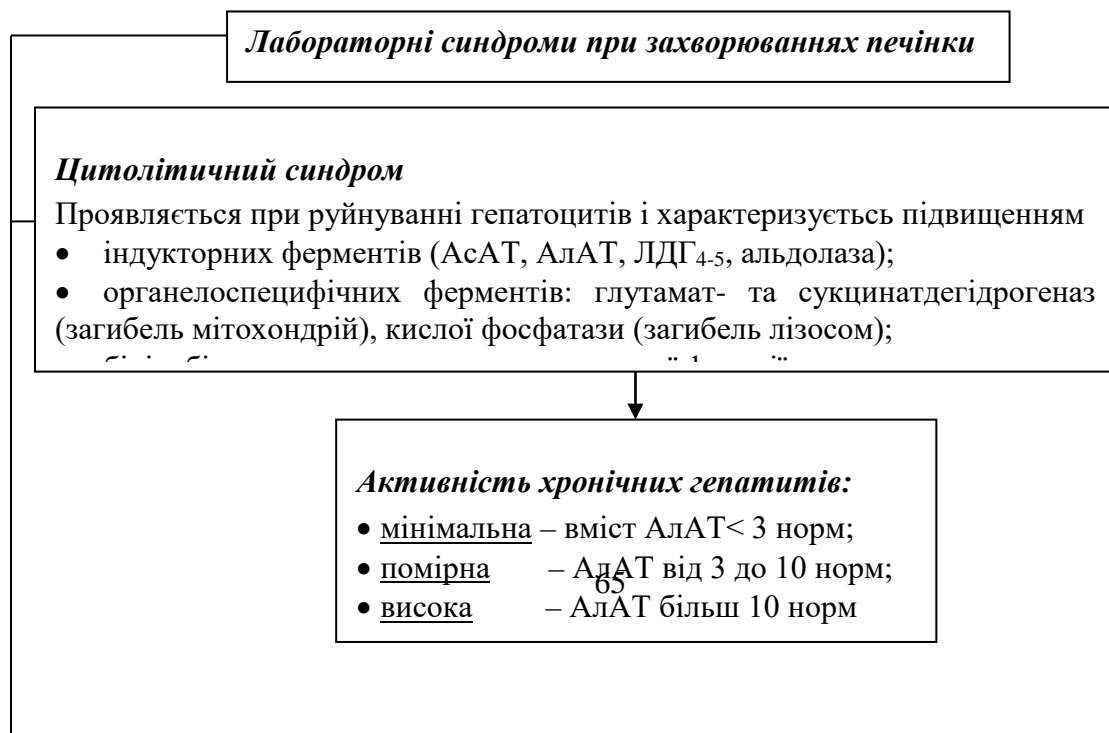 Лабораторні синдроми при захворюваннях печінки
Цитолітичний синдром
Проявляється при руйнуванні гепатоцитів і характеризується підвищенням
• індукторних ферментів (АсАТ, АлАТ, ЛДГ4-5, альдолаза);
• органелоспецифічних ферментів: глутамат- та сукцинатдегідрогеназ
(загибель мітохондрій), кислої фосфатази (загибель лізосом);
Активність хронічних гепатитів:
• мінімальна – вміст АлАТ< 3 норм;
• помірна – АлАТ від 3 до 10 норм;
65
• висока – АлАТ більш 10 норм